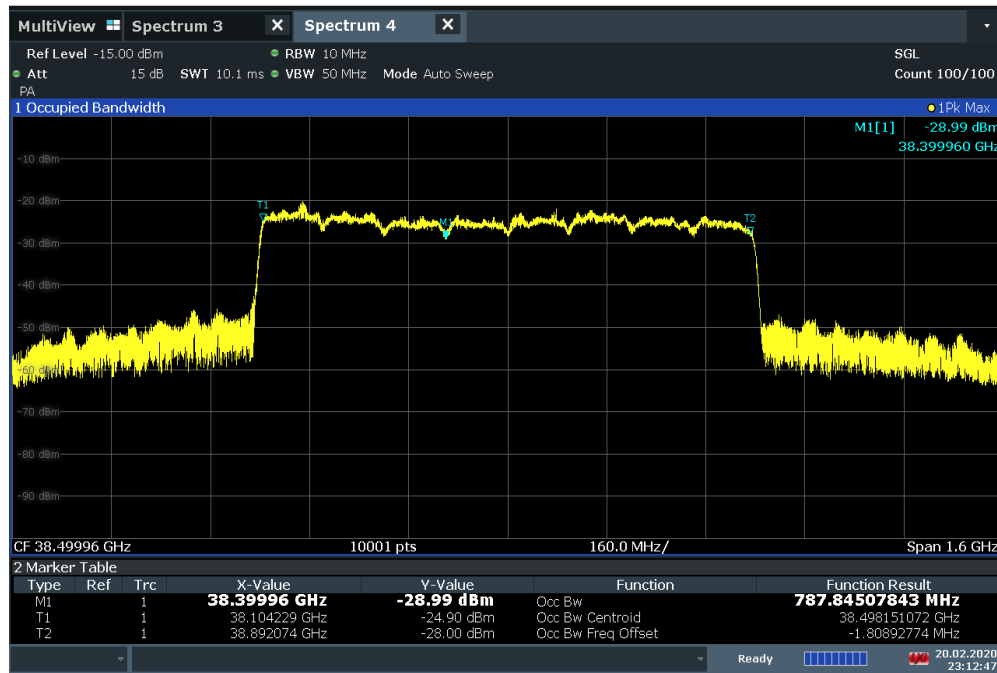 MultiView Spectrum 3 X Spectrum 4 X
Ref Level -15.00 dBm RBW 10 MHz SGL
Att 15 dB SWT 10.1 ms VBW 50 MHz Mode Auto Sweep Count 100/100
PA
1 Occupied Bandwidth 1Pk Max
M1[1] -28.99 dBm
38.399960 GHz
-10 dBm
-20 dBm
T1
M1
T2
-30 dBm
-40 dBm
-50 dBm
-60 dBm
-70 dBm
-80 dBm
-90 dBm
CF 38.49996 GHz 10001 pts 160.0 MHz/ Span 1.6 GHz
2 Marker Table
Type Ref Trc X-Value Y-Value Function Function Result
M1 1 38.39996 GHz -28.99 dBm Occ Bw 787.84507843 MHz
T1 1 38.104229 GHz -24.90 dBm Occ Bw Centroid 38.498151072 GHz
T2 1 38.892074 GHz -28.00 dBm Occ Bw Freq Offset -1.80892774 MHz
Ready 20.02.2020
23:12:47